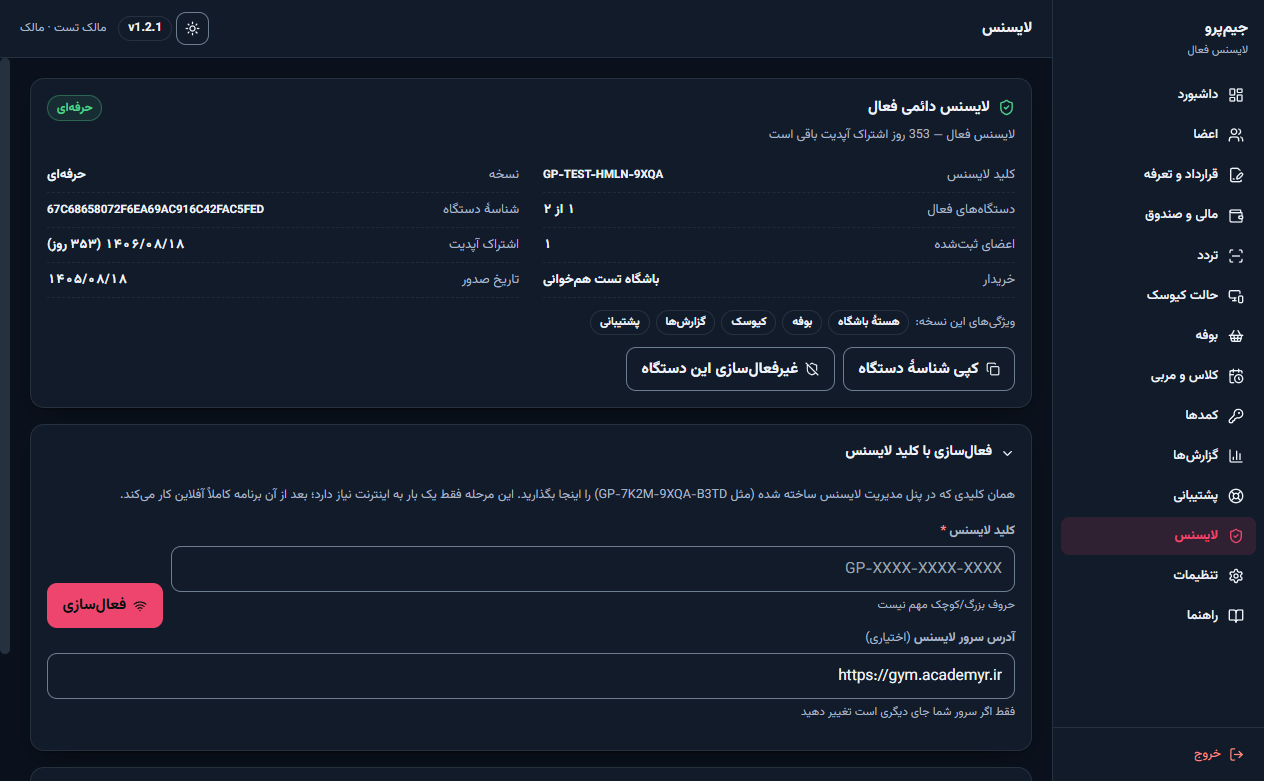 جیم‌پرو
لایسنس فعال
داشبورد
اعضا
قرارداد و تعرفه
مالی و صندوق
تردد
حالت کیوسک
بوفه
کلاس و مربی
کمدها
گزارش‌ها
پشتیبانی
لایسنس
تنظیمات
راهنما
خروج
لایسنس
v1.2.1
مالک تست · مالک
لایسنس دائمی فعال
حرفه‌ای
لایسنس فعال — 353 روز اشتراک آپدیت باقی است
کلید لایسنس GP-TEST-HMLN-9XQA
نسخه حرفه‌ای
دستگاه‌های فعال ۱ از ۲
شناسهٔ دستگاه 67C68658072F6EA69AC916C42FAC5FED
اعضای ثبت‌شده ۱
اشتراک آپدیت ۱۴۰۶/۰۸/۱۸ (۳۵۳ روز)
خریدار باشگاه تست هم‌خوانی
تاریخ صدور ۱۴۰۵/۰۸/۱۸
ویژگی‌های این نسخه: هستهٔ باشگاه بوفه کیوسک گزارش‌ها پشتیبانی
کپی شناسهٔ دستگاه
غیرفعال‌سازی این دستگاه
فعال‌سازی با کلید لایسنس
همان کلیدی که در پنل مدیریت لایسنس ساخته شده (مثل GP-7K2M-9XQA-B3TD) را اینجا بگذارید. این مرحله فقط یک بار به اینترنت نیاز دارد؛ بعد از آن برنامه کاملاً آفلاین کار می‌کند.
کلید لایسنس *
GP-XXXX-XXXX-XXXX
حروف بزرگ/کوچک مهم نیست
فعال‌سازی
آدرس سرور لایسنس (اختیاری)
https://gym.academyr.ir
فقط اگر سرور شما جای دیگری است تغییر دهید